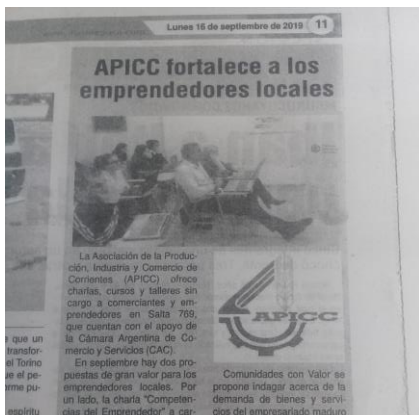 Lunes 16 de septiembre de 2019 11
APICC fortalece a los
emprendedores locales
La Asociación de la Produc-
ción, Industria y Comercio de
Corrientes (APICC) ofrece
charlas, cursos y talleres sin
cargo a comerciantes y em-
prendedores en Salta 769,
que cuentan con el apoyo de
la Cámara Argentina de Co-
mercio y Servicios (CAC).
En septiembre hay dos pro-
puestas de gran valor para los
emprendedores locales. Por
un lado, la charla "Competen-
cias del Emprendedor" a car-
APICC
Comunidades con Valor se
propone indagar acerca de la
demanda de bienes y servi-
cios del empresariado maduro
que un
transfor-
el Torino
ue el pe-
rme pu-
espíritu